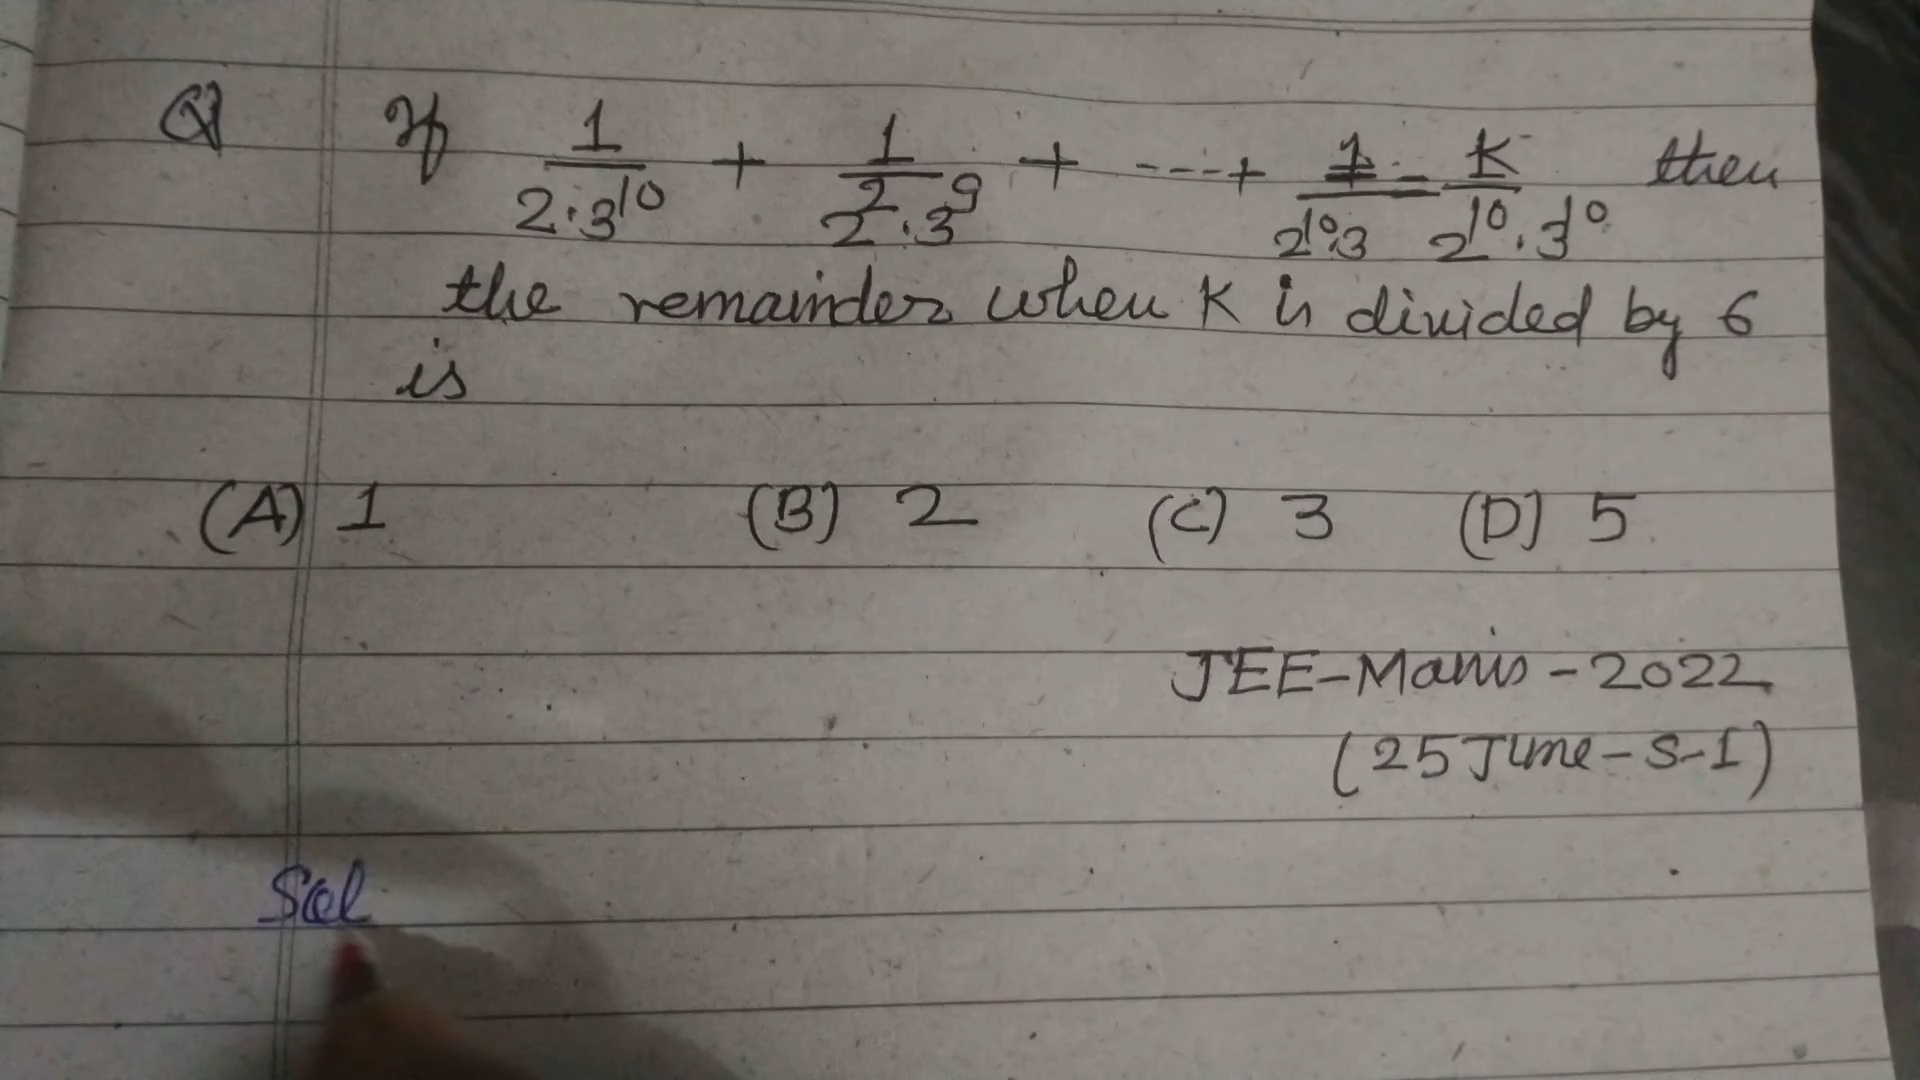 Q) If 1/2·3^10 + 1/2^2·3^9 + ---+ 1/2^10·3 = K/2^10·3^10 then
the remainder when K is divided by 6
is
(A) 1 (B) 2 (C) 3 (D) 5
JEE-Mains-2022
(25 June-S-I)
Sol